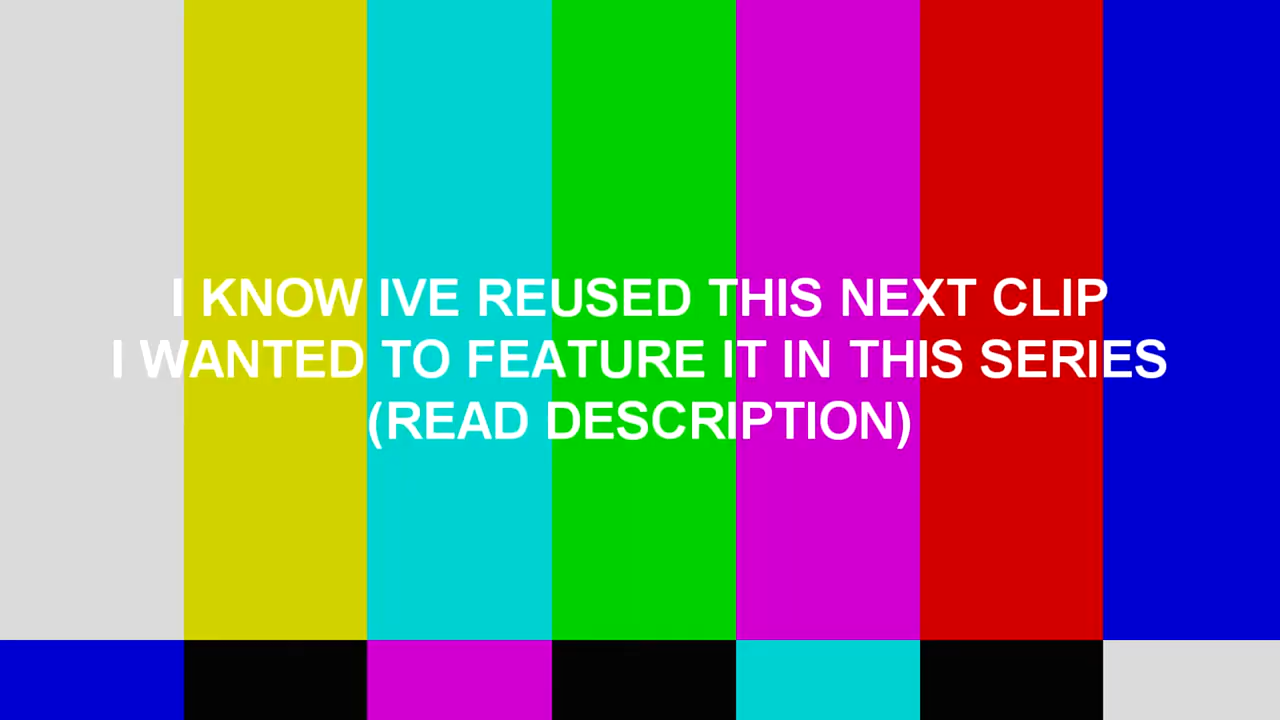 I KNOW IVE REUSED THIS NEXT CLIP
I WANTED TO FEATURE IT IN THIS SERIES
(READ DESCRIPTION)